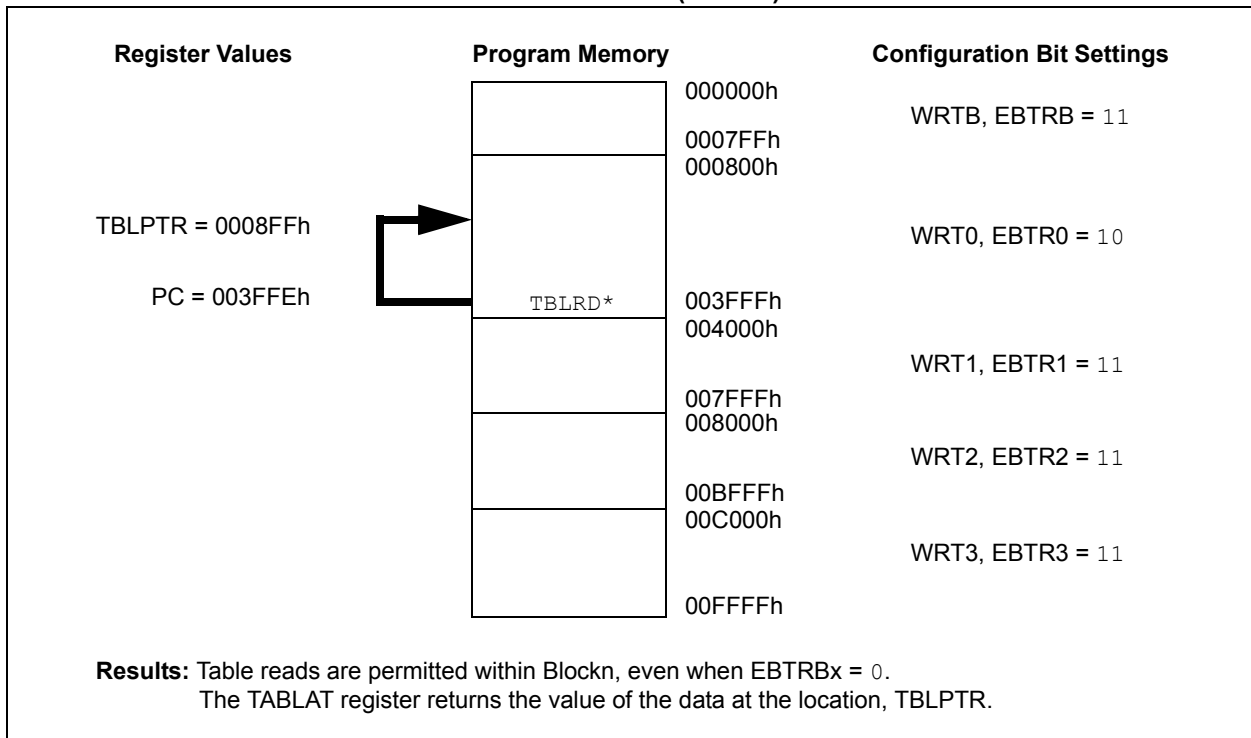 Register Values Program Memory Configuration Bit Settings
000000h
WRTB, EBTRB = 11
0007FFh
000800h
TBLPTR = 0008FFh
WRT0, EBTR0 = 10
PC = 003FFEh
TBLRD*
003FFFh
004000h
WRT1, EBTR1 = 11
007FFFh
008000h
WRT2, EBTR2 = 11
00BFFFh
00C000h
WRT3, EBTR3 = 11
00FFFFh
Results: Table reads are permitted within Blockn, even when EBTRBx = 0.
The TABLAT register returns the value of the data at the location, TBLPTR.